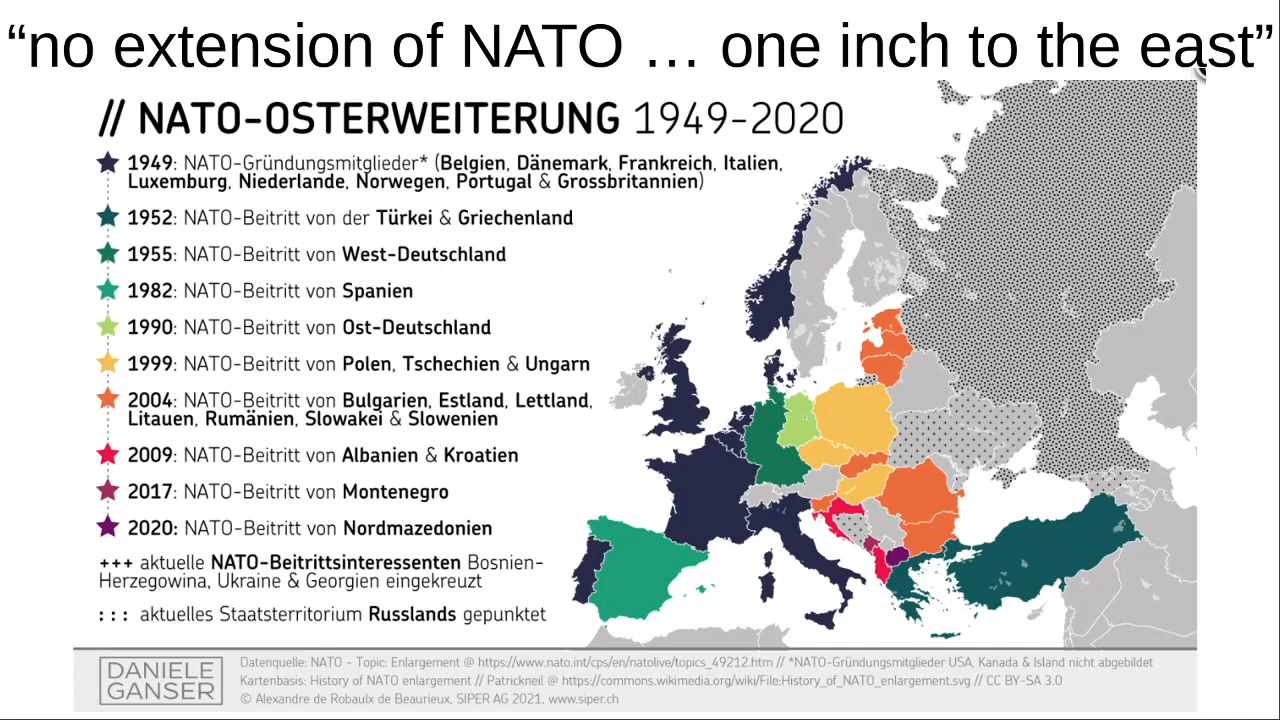 “no extension of NATO … one inch to the east”
// NATO-OSTERWEITERUNG 1949–2020
1949: NATO-Gründungsmitglieder* (Belgien, Dänemark, Frankreich, Italien,
Luxemburg, Niederlande, Norwegen, Portugal & Grossbritannien)
1952: NATO-Beitritt von der Türkei & Griechenland
1955: NATO-Beitritt von West-Deutschland
1982: NATO-Beitritt von Spanien
1990: NATO-Beitritt von Ost-Deutschland
1999: NATO-Beitritt von Polen, Tschechien & Ungarn
2004: NATO-Beitritt von Bulgarien, Estland, Lettland,
Litauen, Rumänien, Slowakei & Slowenien
2009: NATO-Beitritt von Albanien & Kroatien
2017: NATO-Beitritt von Montenegro
2020: NATO-Beitritt von Nordmazedonien
+++ aktuelle NATO-Beitrittsinteressenten Bosnien-
Herzegowina, Ukraine & Georgien eingekreuzt
: : : aktuelles Staatsterritorium Russlands gepunktet
DANIELE
GANSER
Datenquelle: NATO - Topic: Enlargement @ https://www.nato.int/cps/en/natolive/topics_49212.htm // *NATO-Gründungsmitglieder USA, Kanada & Island nicht abgebildet
Kartenbasis: History of NATO enlargement // Patrickneil @ https://commons.wikimedia.org/wiki/File:History_of_NATO_enlargement.svg // CC BY-SA 3.0
© Alexandre de Robaulx de Beaurieux, SIPER AG 2021, www.siper.ch